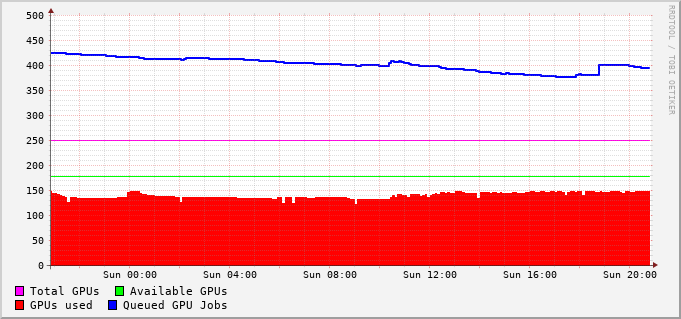 500
450
400
350
300
250
200
150
100
50
0
Sun 00:00 Sun 04:00 Sun 08:00 Sun 12:00 Sun 16:00 Sun 20:00
Total GPUs Available GPUs
GPUs used Queued GPU Jobs
RRDTOOL / TOBI OETIKER